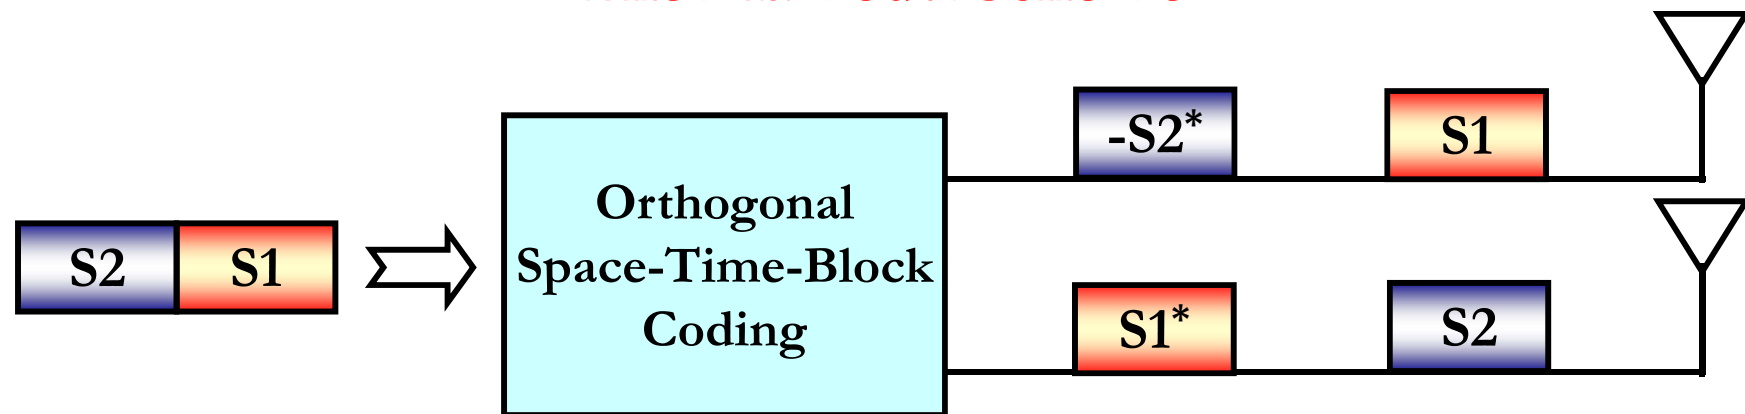 -S2*
S1
Orthogonal
S2
S1
Space-Time-Block
Coding
S1*
S2